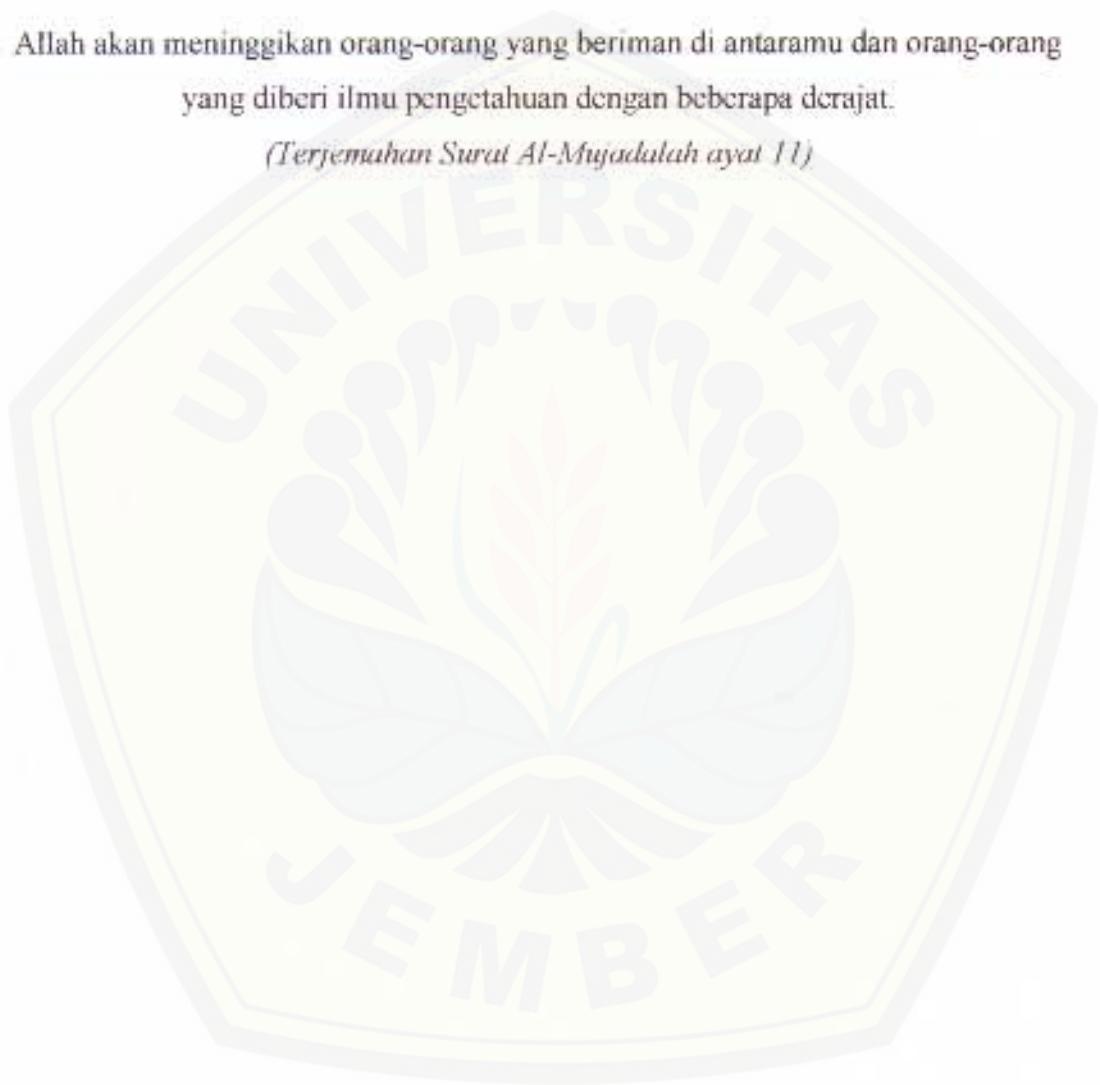 Allah akan meninggikan orang-orang yang beriman di antaramu dan orang-orang
yang diberi ilmu pengetahuan dengan beberapa derajat.
(Terjemahan Surat Al-Mujadalah ayat 11)
UNIVERSITAS
JEMBER